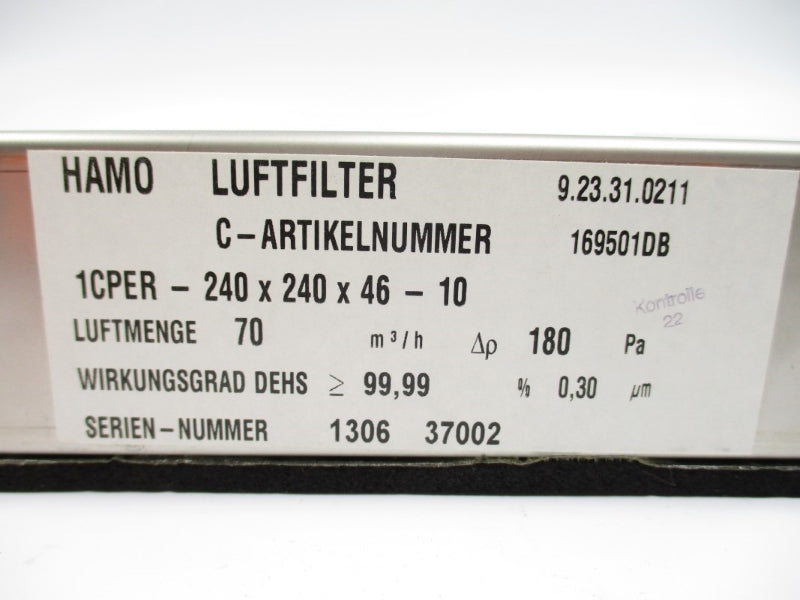 HAMO LUFTFILTER 9.23.31.0211
C-ARTIKELNUMMER 169501DB
1CPER - 240 x 240 x 46 - 10
Kontrolle
22
LUFTMENGE 70 m³/h Δp 180 Pa
WIRKUNGSGRAD DEHS ≥ 99,99 % 0,30 µm
SERIEN-NUMMER 1306 37002